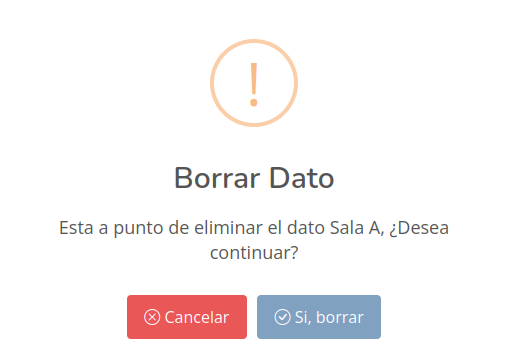 !
Borrar Dato
Esta a punto de eliminar el dato Sala A, ¿Desea
continuar?
Cancelar
Si, borrar